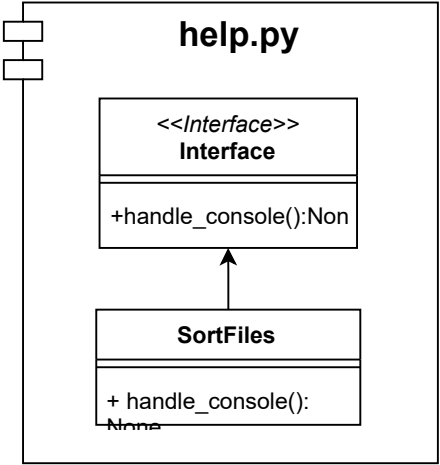 help.py
<<Interface>>
Interface
+handle_console():Non
SortFiles
+ handle_console():
None